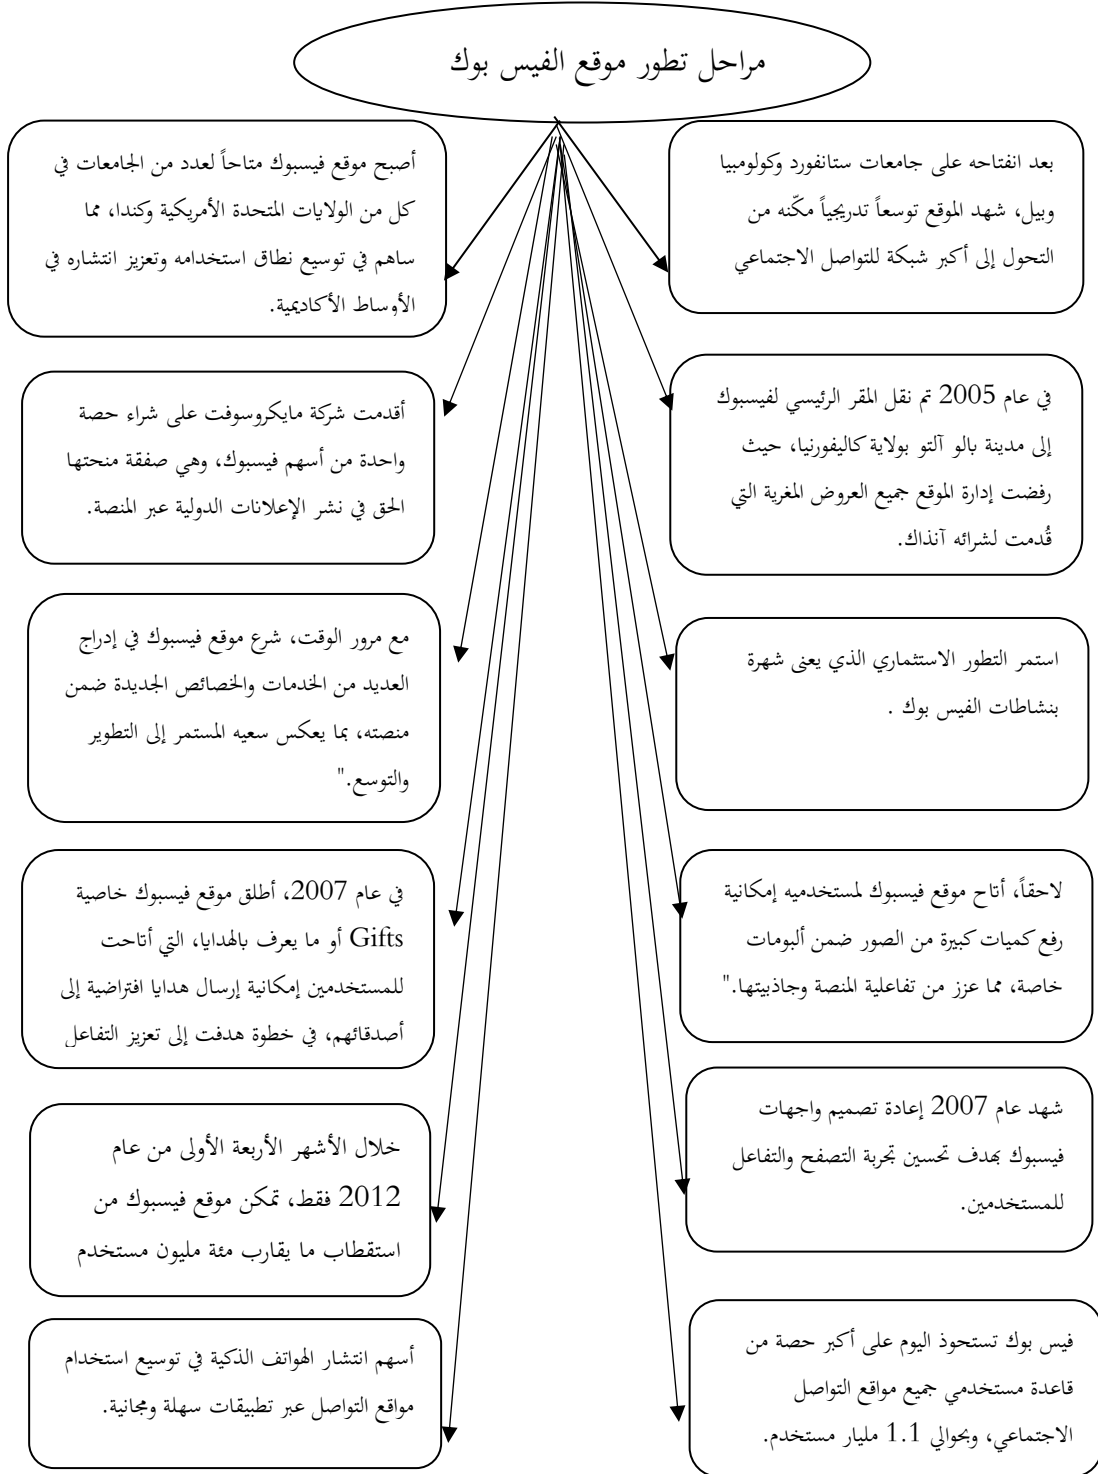 مراحل تطور موقع الفيس بوك
بعد انفتاحه على جامعات ستانفورد وكولومبيا
وييل، شهد الموقع توسعاً تدريجياً مكّنه من
التحول إلى أكبر شبكة للتواصل الاجتماعي
أصبح موقع فيسبوك متاحاً لعدد من الجامعات في
كل من الولايات المتحدة الأمريكية وكندا، مما
ساهم في توسيع نطاق استخدامه وتعزيز انتشاره في
الأوساط الأكاديمية.
في عام 2005 تم نقل المقر الرئيسي لفيسبوك
إلى مدينة بالو آلتو بولاية كاليفورنيا، حيث
رفضت إدارة الموقع جميع العروض المغرية التي
قُدمت لشرائه آنذاك.
أقدمت شركة مايكروسوفت على شراء حصة
واحدة من أسهم فيسبوك، وهي صفقة منحتها
الحق في نشر الإعلانات الدولية عبر المنصة.
استمر التطور الاستثماري الذي يعنى شهرة
بنشاطات الفيس بوك .
مع مرور الوقت، شرع موقع فيسبوك في إدراج
العديد من الخدمات والخصائص الجديدة ضمن
منصته، بما يعكس سعيه المستمر إلى التطوير
والتوسع."
لاحقاً، أتاح موقع فيسبوك لمستخدميه إمكانية
رفع كميات كبيرة من الصور ضمن ألبومات
خاصة، مما عزز من تفاعلية المنصة وجاذبيتها."
في عام 2007، أطلق موقع فيسبوك خاصية
Gifts أو ما يعرف بالهدايا، التي أتاحت
للمستخدمين إمكانية إرسال هدايا افتراضية إلى
أصدقائهم، في خطوة هدفت إلى تعزيز التفاعل
شهد عام 2007 إعادة تصميم واجهات
فيسبوك بهدف تحسين تجربة التصفح والتفاعل
للمستخدمين.
خلال الأشهر الأربعة الأولى من عام
2012 فقط، تمكن موقع فيسبوك من
استقطاب ما يقارب مئة مليون مستخدم
فيس بوك تستحوذ اليوم على أكبر حصة من
قاعدة مستخدمي جميع مواقع التواصل
الاجتماعي، وبحوالي 1.1 مليار مستخدم.
أسهم انتشار الهواتف الذكية في توسيع استخدام
مواقع التواصل عبر تطبيقات سهلة ومجانية.